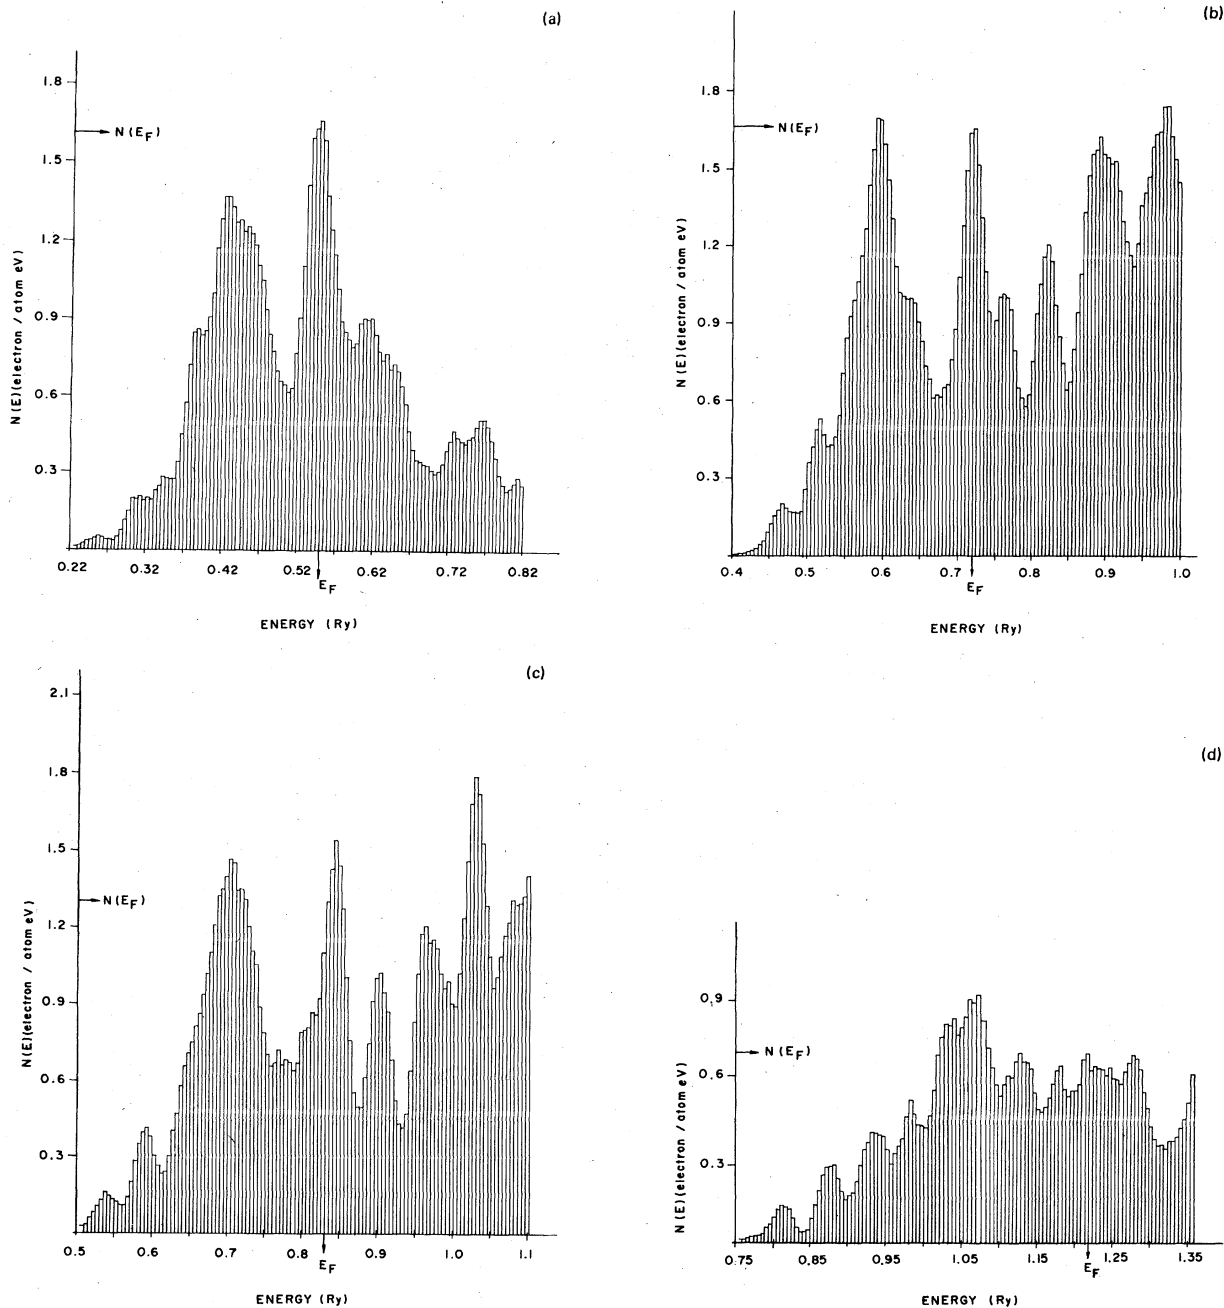 (a)
1.8
N(E_F)
1.5
1.2
0.9
0.6
0.3
N(E)(electron / atom eV)
0.22 0.32 0.42 0.52 0.62 0.72 0.82
E_F
ENERGY (Ry)
(b)
1.8
N(E_F)
1.5
1.2
0.9
0.6
0.3
N(E)(electron / atom eV)
0.4 0.5 0.6 0.7 0.8 0.9 1.0
E_F
ENERGY (Ry)
(c)
2.1
1.8
1.5
N(E_F)
1.2
0.9
0.6
0.3
N(E)(electron / atom eV)
0.5 0.6 0.7 0.8 0.9 1.0 1.1
E_F
ENERGY (Ry)
(d)
0.9
N(E_F)
0.6
0.3
N(E)(electron / atom eV)
0.75 0.85 0.95 1.05 1.15 1.25 1.35
E_F
ENERGY (Ry)